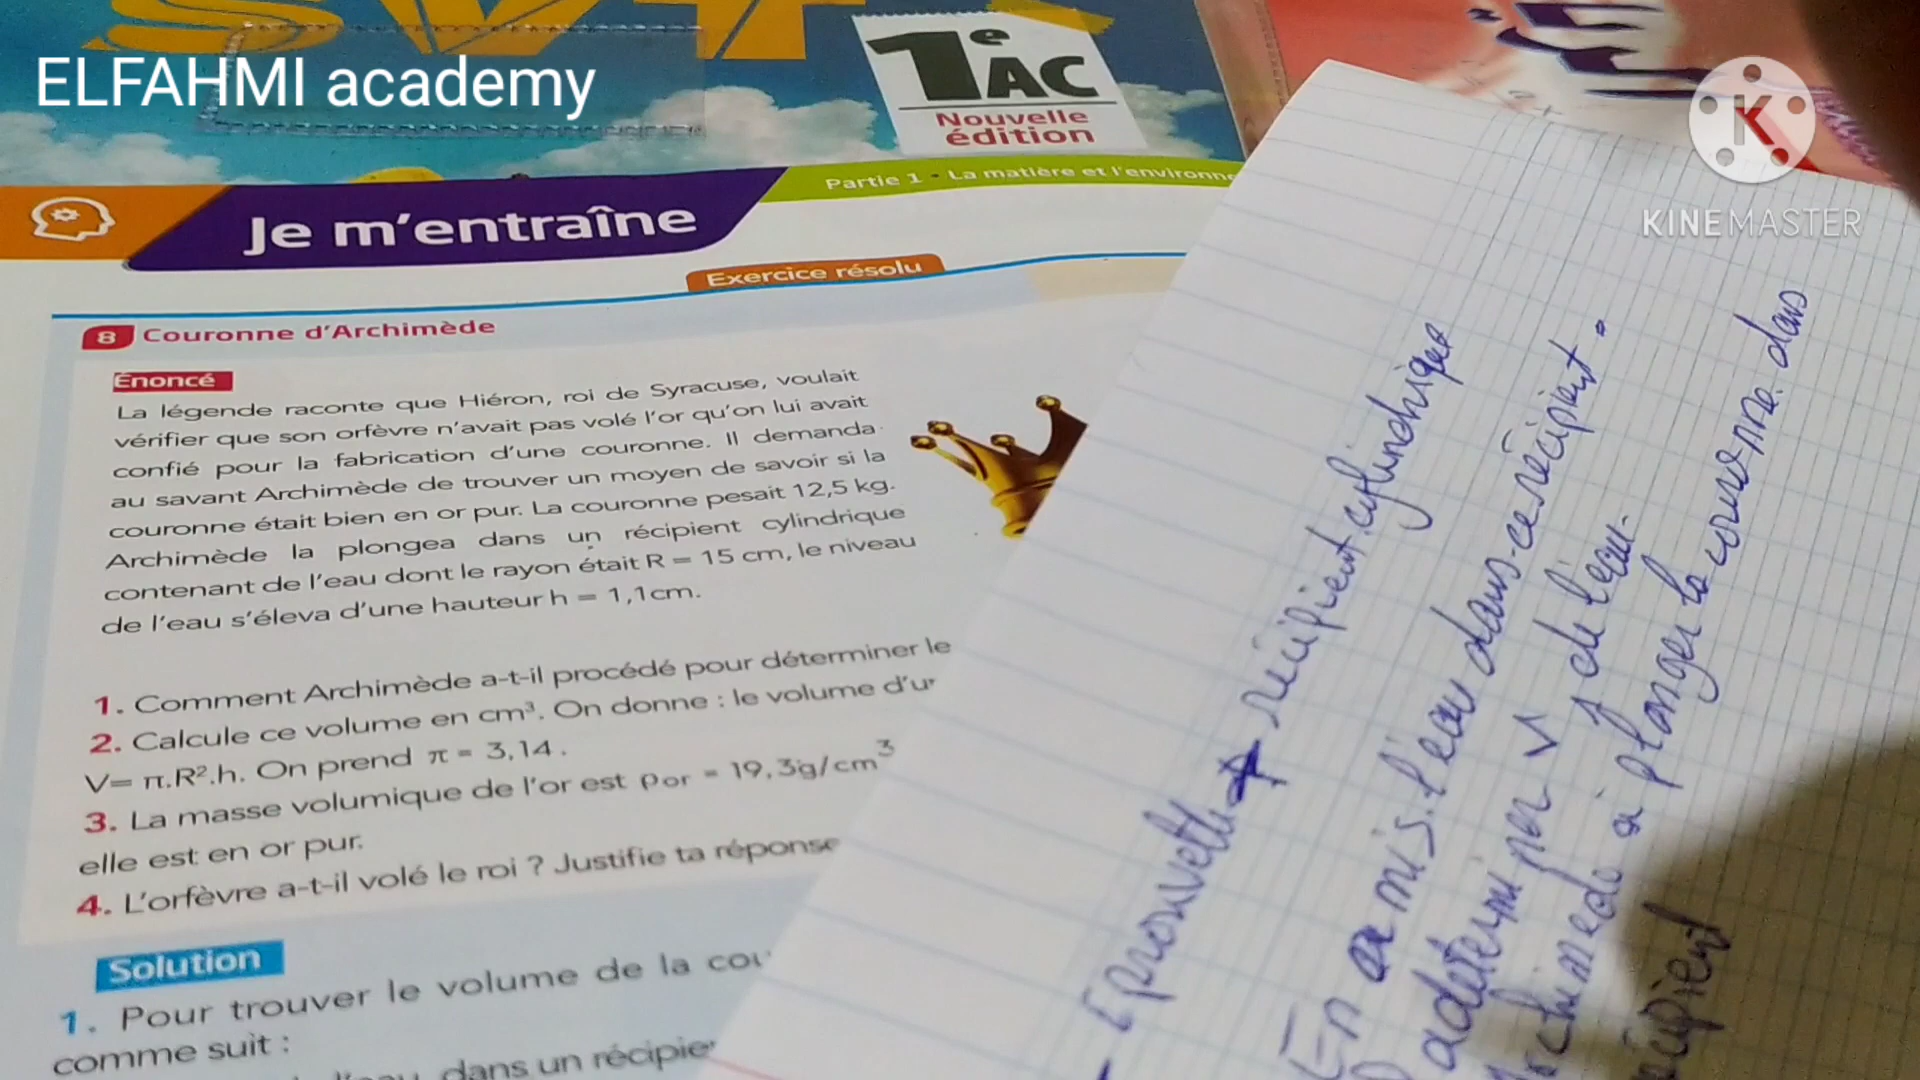 SVT
ELFAHMI academy
1e AC
Nouvelle
édition
KINEMASTER
Partie 1 • La matière et l'environne
Je m'entraîne
Exercice résolu
8 Couronne d'Archimède
Énoncé
La légende raconte que Hiéron, roi de Syracuse, voulait
vérifier que son orfèvre n'avait pas volé l'or qu'on lui avait
confié pour la fabrication d'une couronne. Il demanda
au savant Archimède de trouver un moyen de savoir si la
couronne était bien en or pur. La couronne pesait 12,5 kg.
Archimède la plongea dans un récipient cylindrique
contenant de l'eau dont le rayon était R = 15 cm, le niveau
de l'eau s'éleva d'une hauteur h = 1,1cm.
1. Comment Archimède a-t-il procédé pour déterminer le
2. Calcule ce volume en cm³. On donne : le volume d'u
V= π.R².h. On prend π = 3,14.
3. La masse volumique de l'or est ρor = 19,3g/cm³
elle est en or pur.
4. L'orfèvre a-t-il volé le roi ? Justifie ta réponse
Solution
1. Pour trouver le volume de la cou
comme suit :
l'eau dans un récipie
- Eprouvette récipient cylindrique
En a mis l'eau dans ce récipient.
V de l'eau.
à plonger la couronne dans